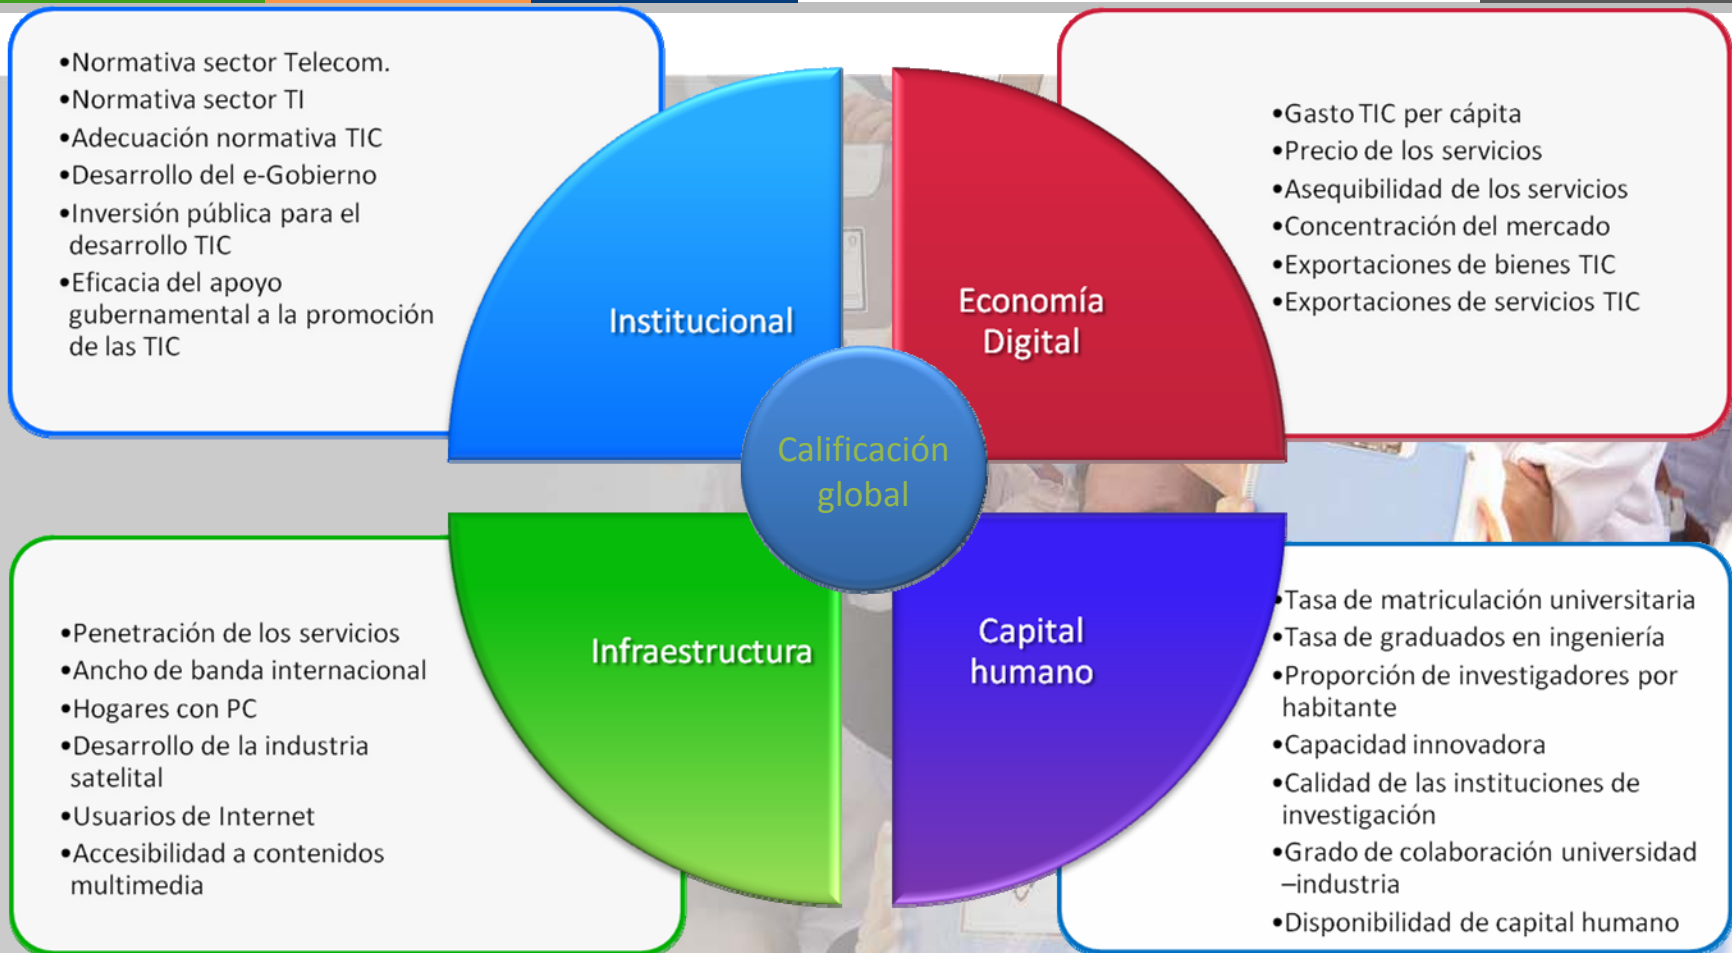 •Normativa sector Telecom.
•Normativa sector TI
•Adecuación normativa TIC
•Desarrollo del e-Gobierno
•Inversión pública para el
desarrollo TIC
•Eficacia del apoyo
gubernamental a la promoción
de las TIC
Institucional
Economía
Digital
•Gasto TIC per cápita
•Precio de los servicios
•Asequibilidad de los servicios
•Concentración del mercado
•Exportaciones de bienes TIC
•Exportaciones de servicios TIC
Calificación
global
•Penetración de los servicios
•Ancho de banda internacional
•Hogares con PC
•Desarrollo de la industria
satelital
•Usuarios de Internet
•Accesibilidad a contenidos
multimedia
Infraestructura
Capital
humano
•Tasa de matriculación universitaria
•Tasa de graduados en ingeniería
•Proporción de investigadores por
habitante
•Capacidad innovadora
•Calidad de las instituciones de
investigación
•Grado de colaboración universidad
–industria
•Disponibilidad de capital humano